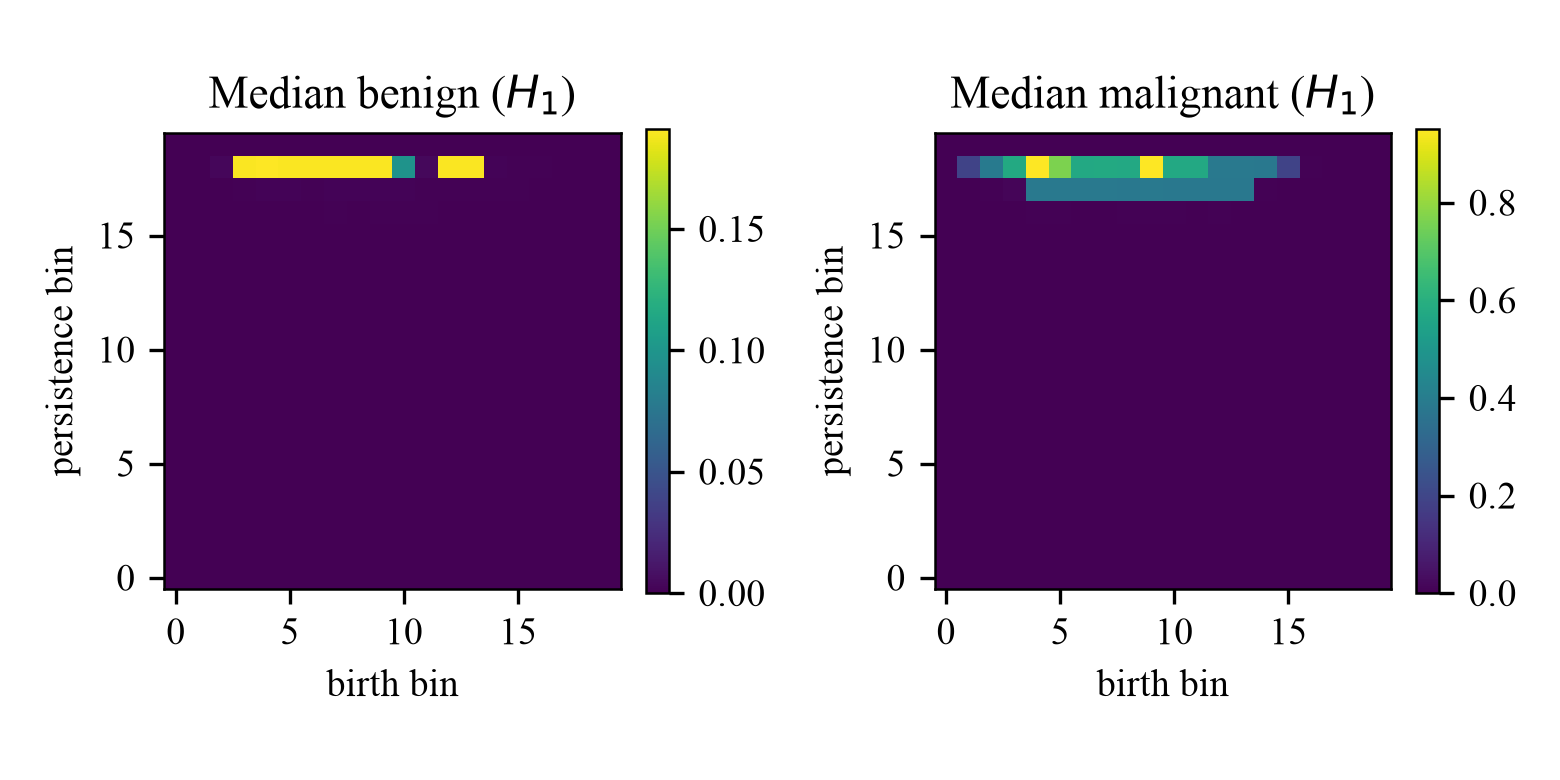 Median benign (H₁)
15
10
5
0
persistence bin
0 5 10 15
birth bin
0.15
0.10
0.05
0.00
Median malignant (H₁)
15
10
5
0
persistence bin
0 5 10 15
birth bin
0.8
0.6
0.4
0.2
0.0